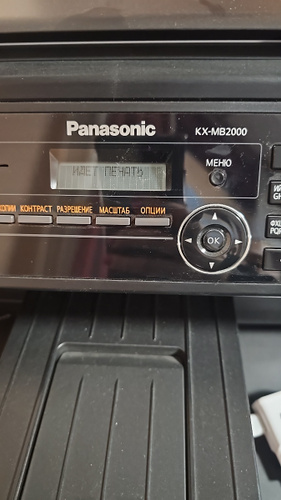 Panasonic KX-MB2000
ИДЕТ ПЕЧАТЬ
МЕНЮ
КОНТРАСТ РАЗРЕШЕНИЕ МАСШТАБ ОПЦИИ
OK